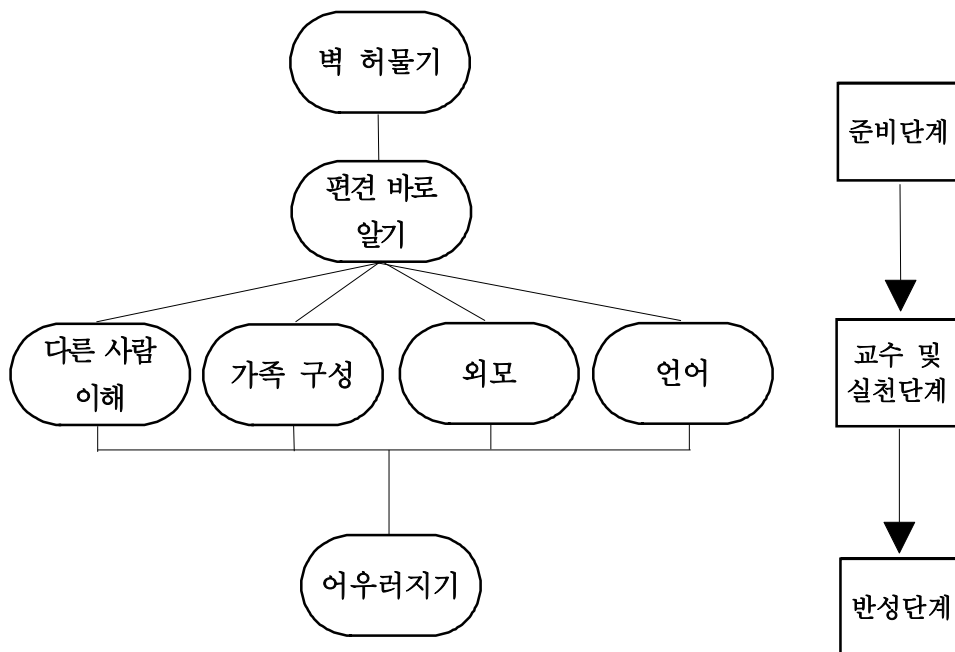 벽 허물기
준비단계
편견 바로
알기
다른 사람
이해
가족 구성
외모
언어
교수 및
실천단계
어우러지기
반성단계